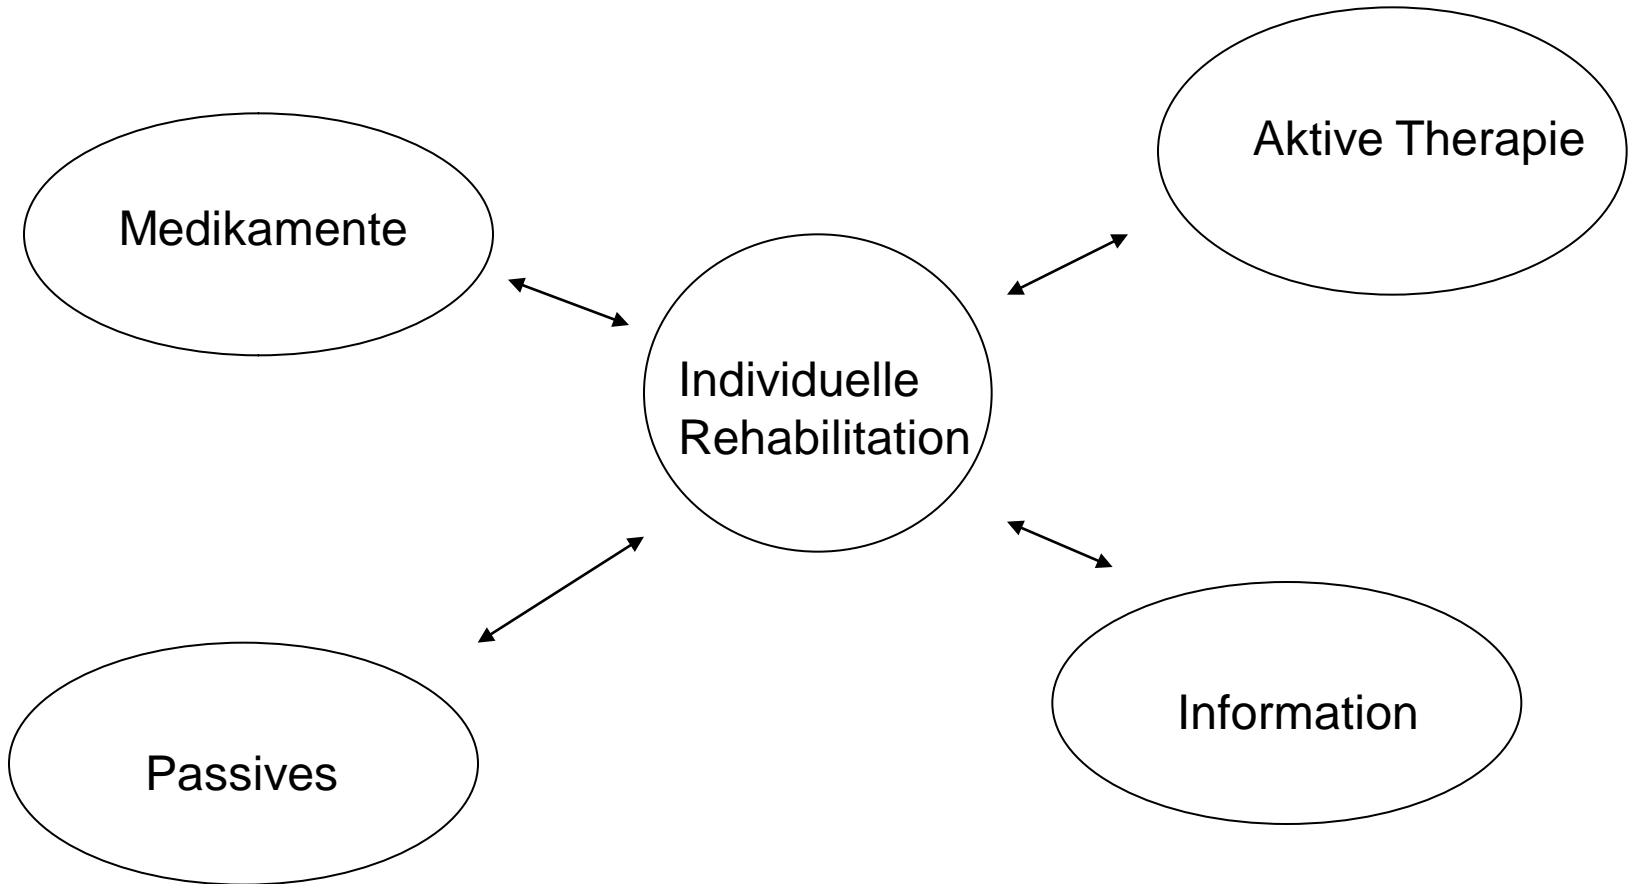 Aktive Therapie
Medikamente
Individuelle
Rehabilitation
Information
Passives